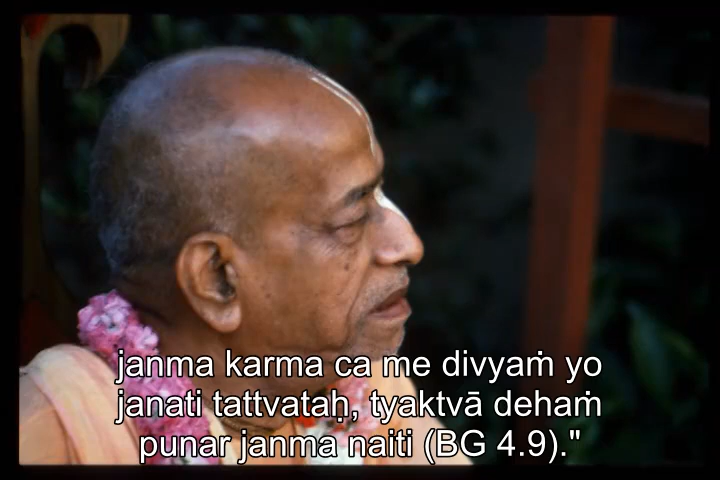 janma karma ca me divyaṁ yo
janati tattvataḥ, tyaktvā dehaṁ
punar janma naiti (BG 4.9)."